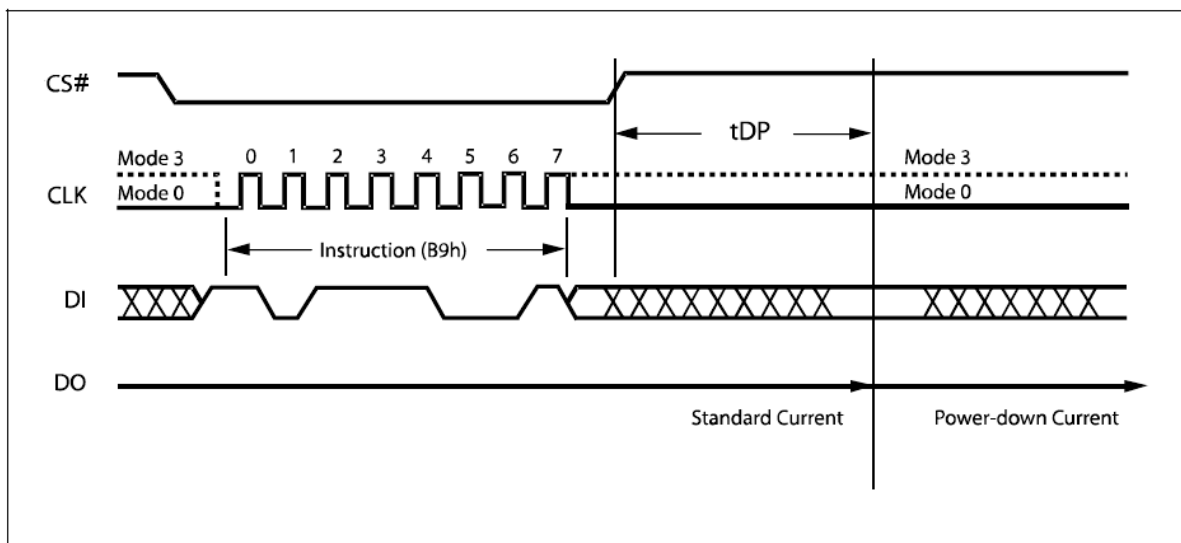 CS#
tDP
Mode 3
0 1 2 3 4 5 6 7
Mode 3
CLK
Mode 0
Mode 0
Instruction (B9h)
DI
DO
Standard Current
Power-down Current